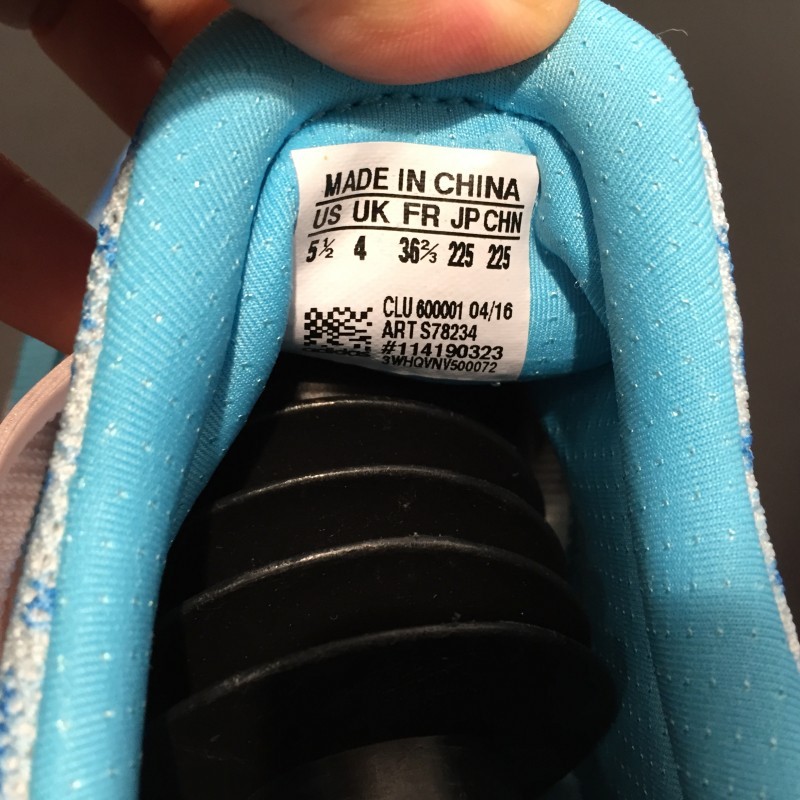 MADE IN CHINA
US UK FR JP CHN
5½ 4 36⅔ 225 225
CLU 600001 04/16
ART S78234
#114190323
adidas 3WHQVNV500072